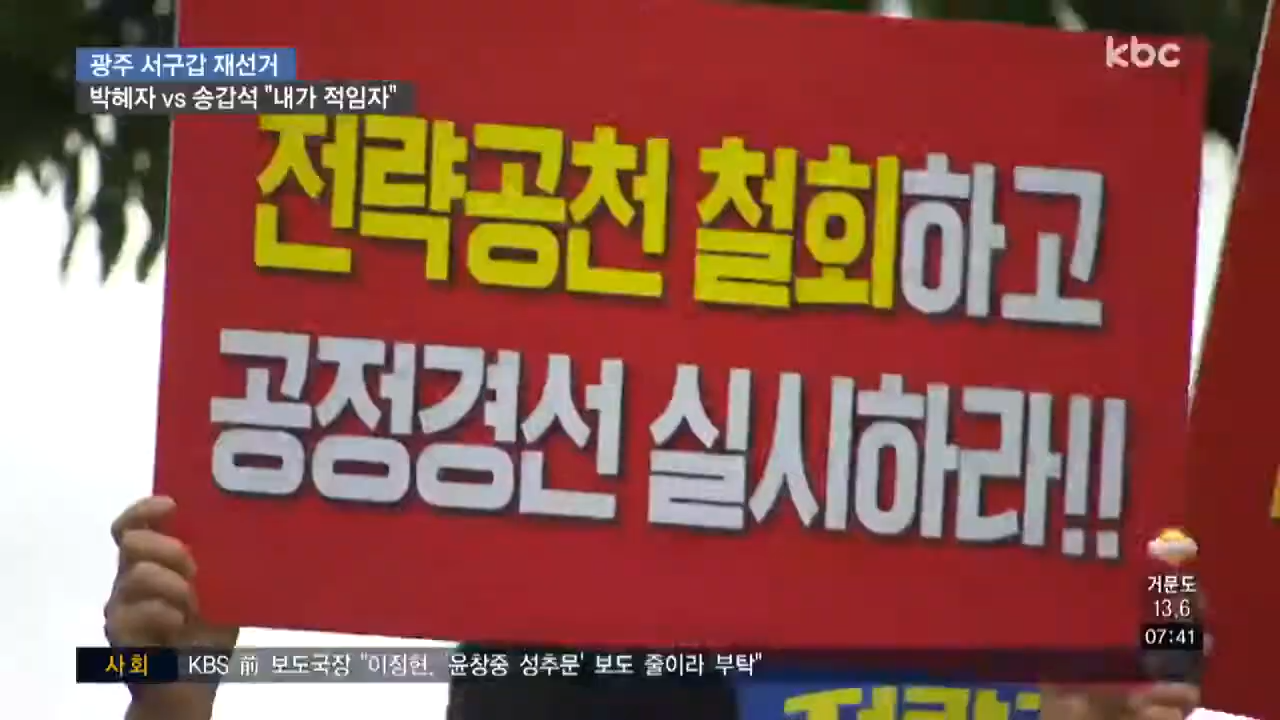 광주 서구갑 재선거
kbc
박혜자 vs 송갑석 "내가 적임자"
전략공천 철회하고
공정경선 실시하라!!
거문도
13.6
07:41
사회 KBS 前 보도국장 "이정현, '윤창중 성추문' 보도 줄이라 부탁"